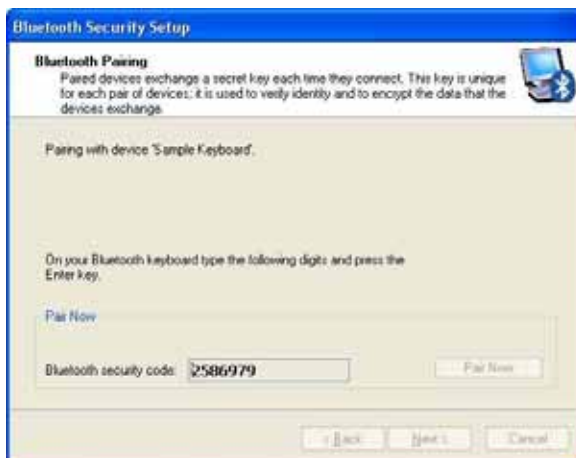 Bluetooth Security Setup
Bluetooth Pairing
Paired devices exchange a secret key each time they connect. This key is unique
for each pair of devices; it is used to verify identity and to encrypt the data that the
devices exchange.
Pairing with device 'Sample Keyboard'.
On your Bluetooth keyboard type the following digits and press the
Enter key.
Pair Now
Bluetooth security code: 2586979 Pair Now
< Back Next > Cancel